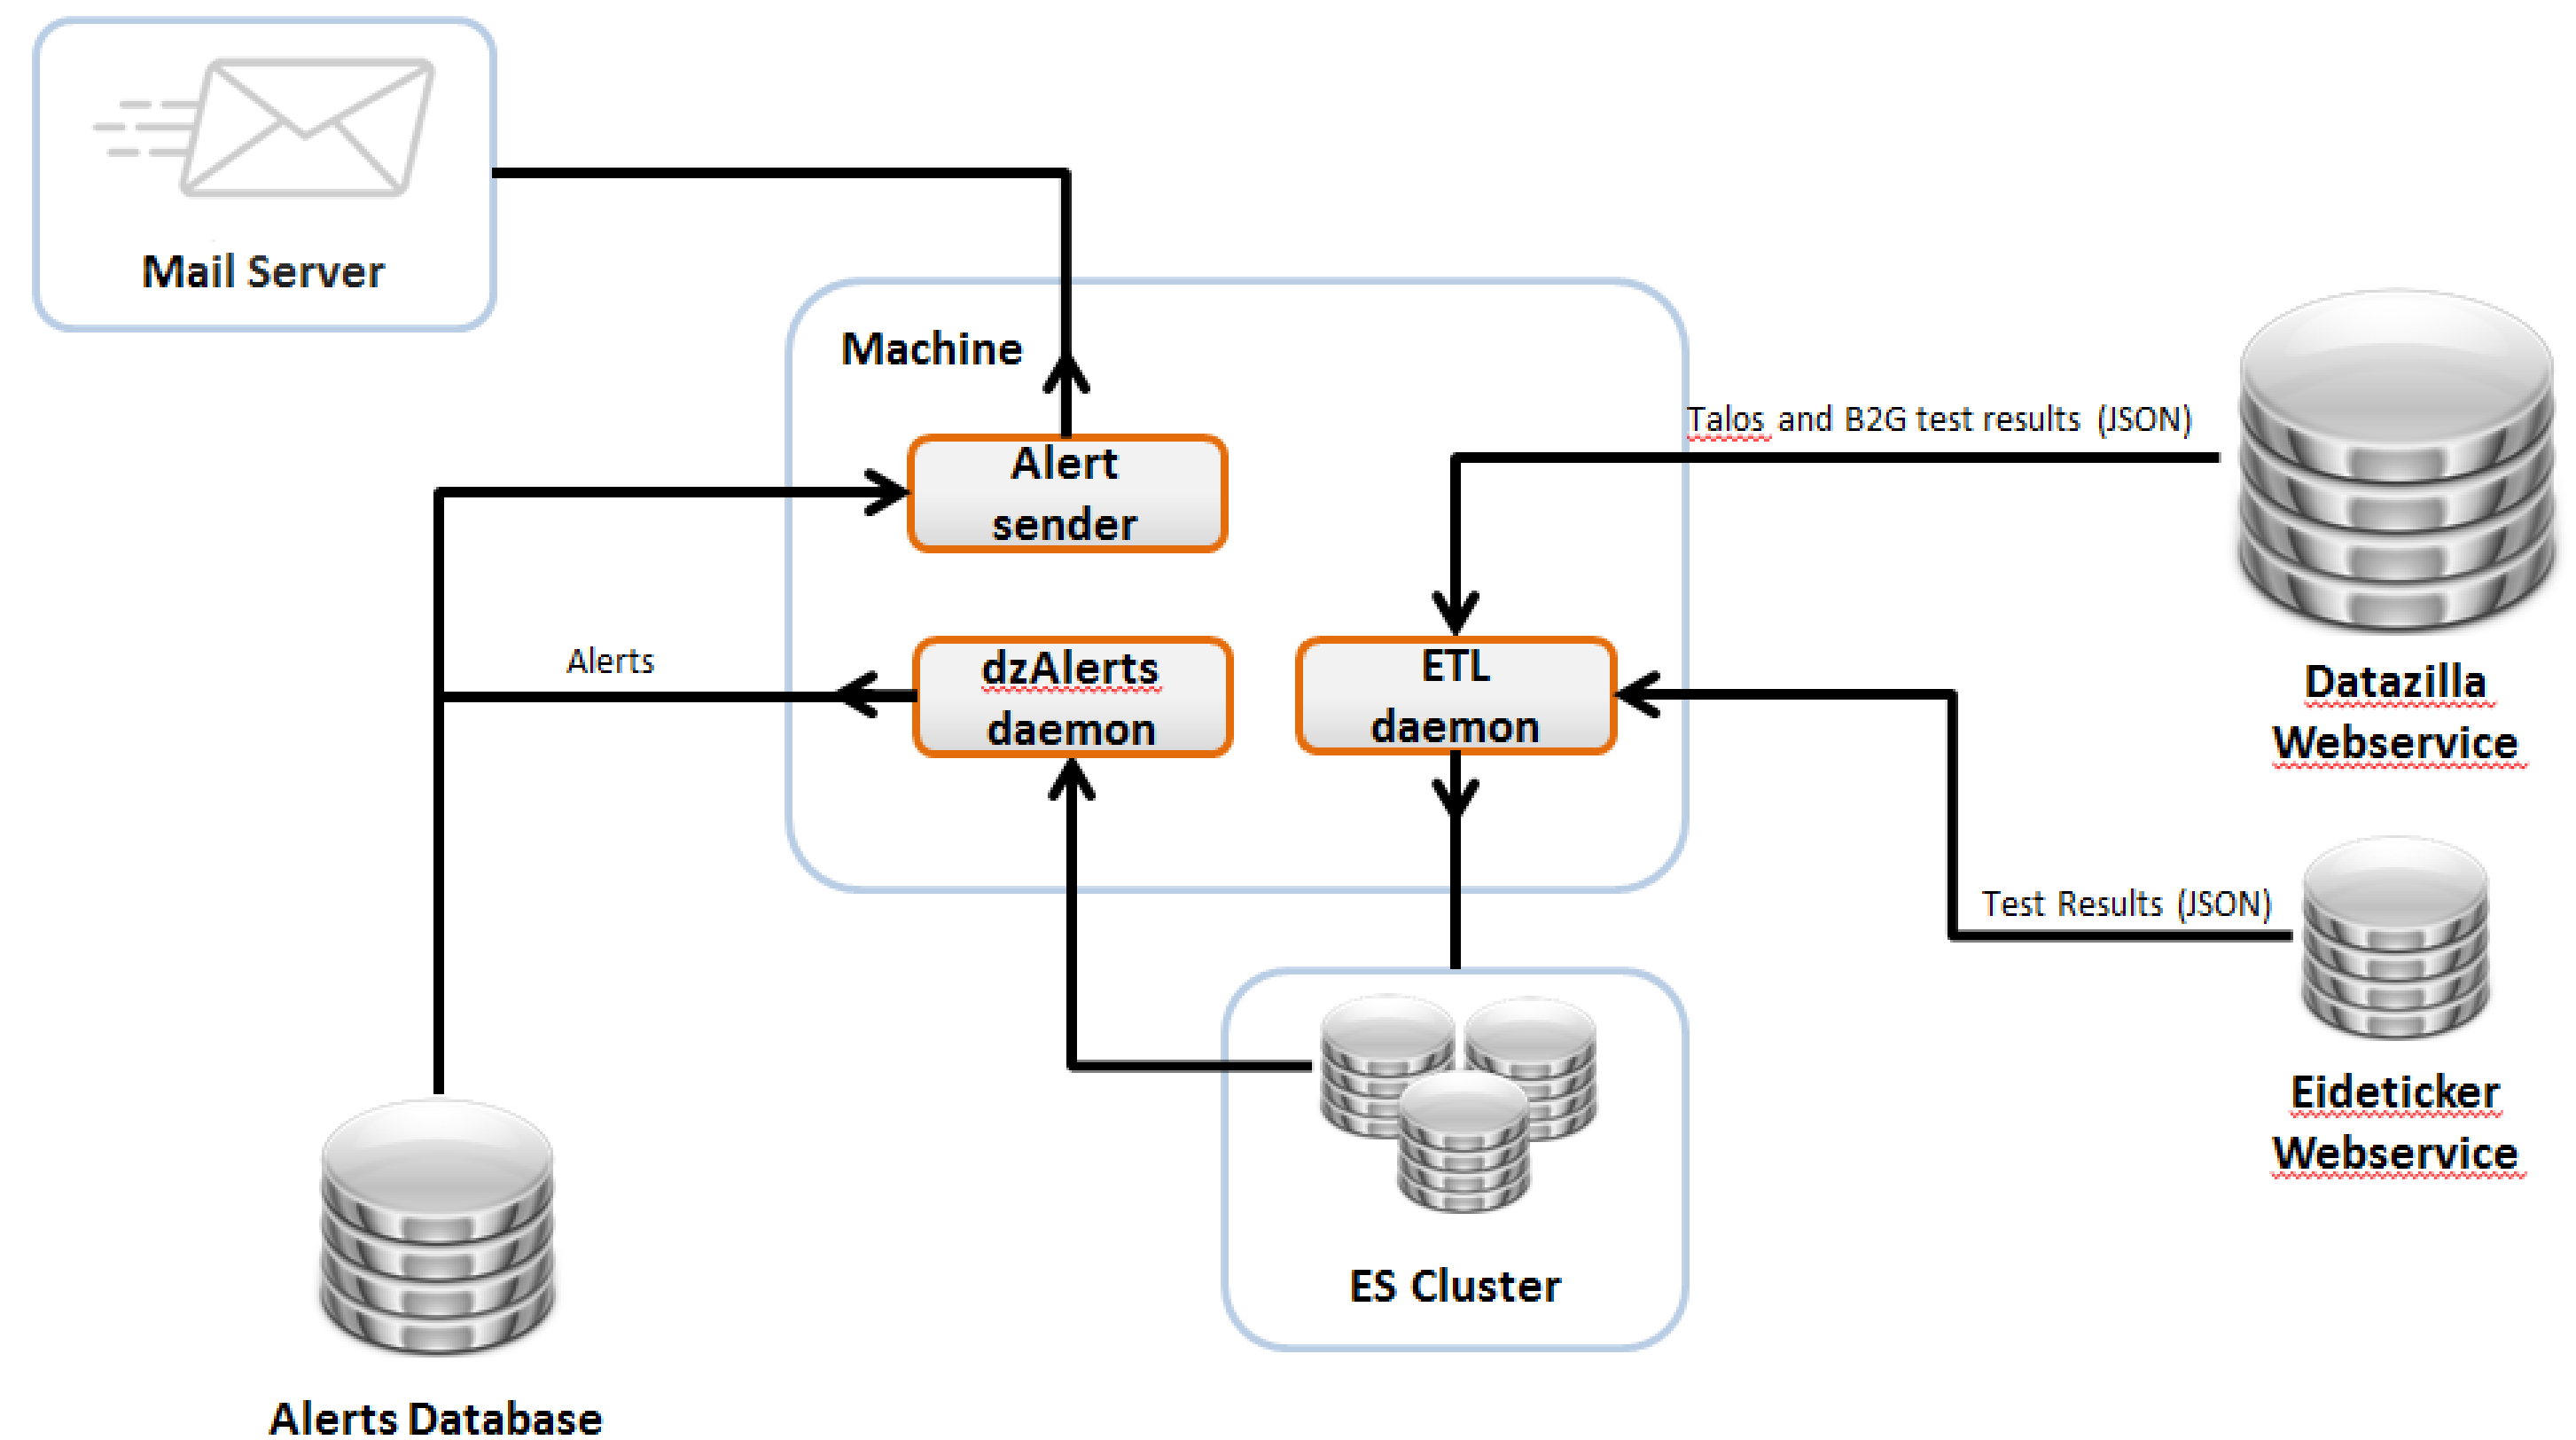 Mail Server
Machine
Alert
sender
Talos and B2G test results (JSON)
Alerts
dzAlerts
daemon
ETL
daemon
Datazilla
Webservice
Test Results (JSON)
Eideticker
Webservice
ES Cluster
Alerts Database